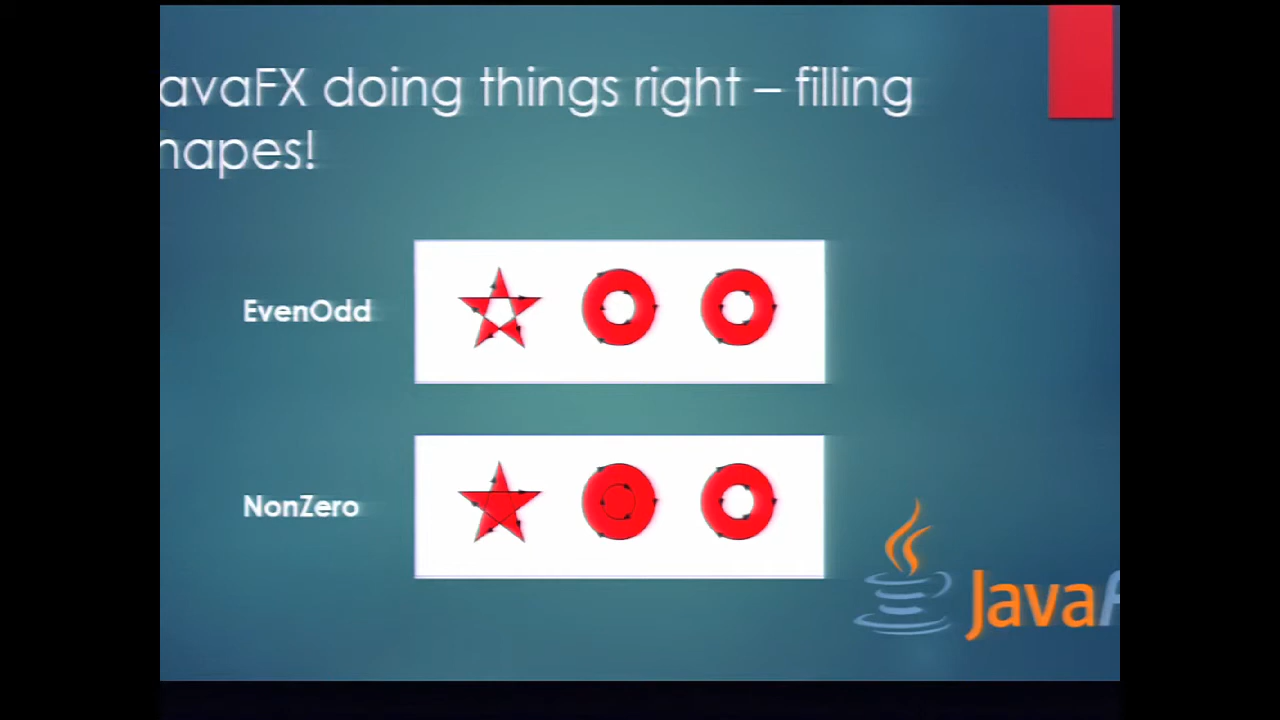 avaFX doing things right – filling
hapes!
EvenOdd
NonZero
Java